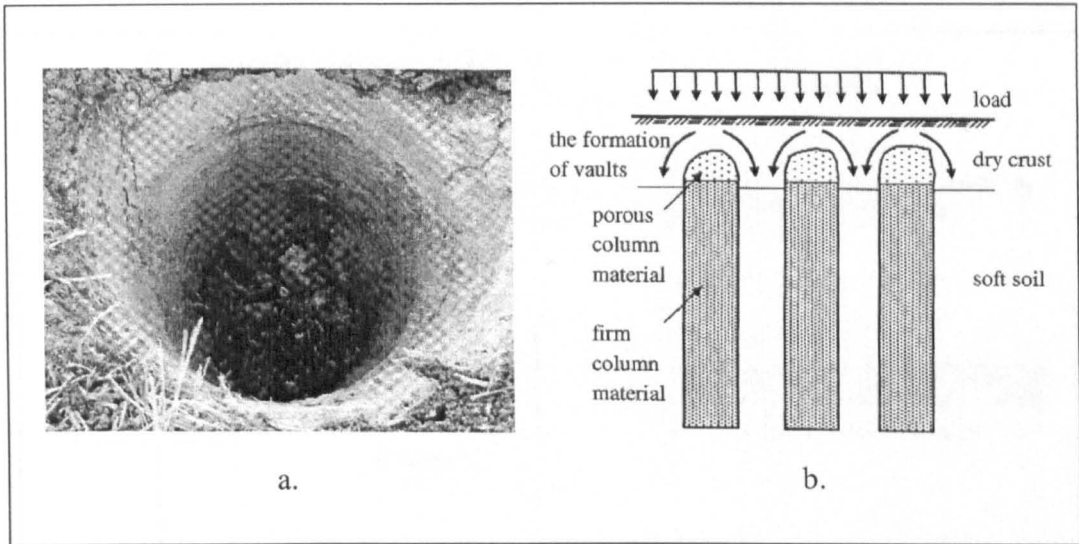 load
the formation
of vaults
dry crust
porous
column
material
soft soil
firm
column
material
a.
b.